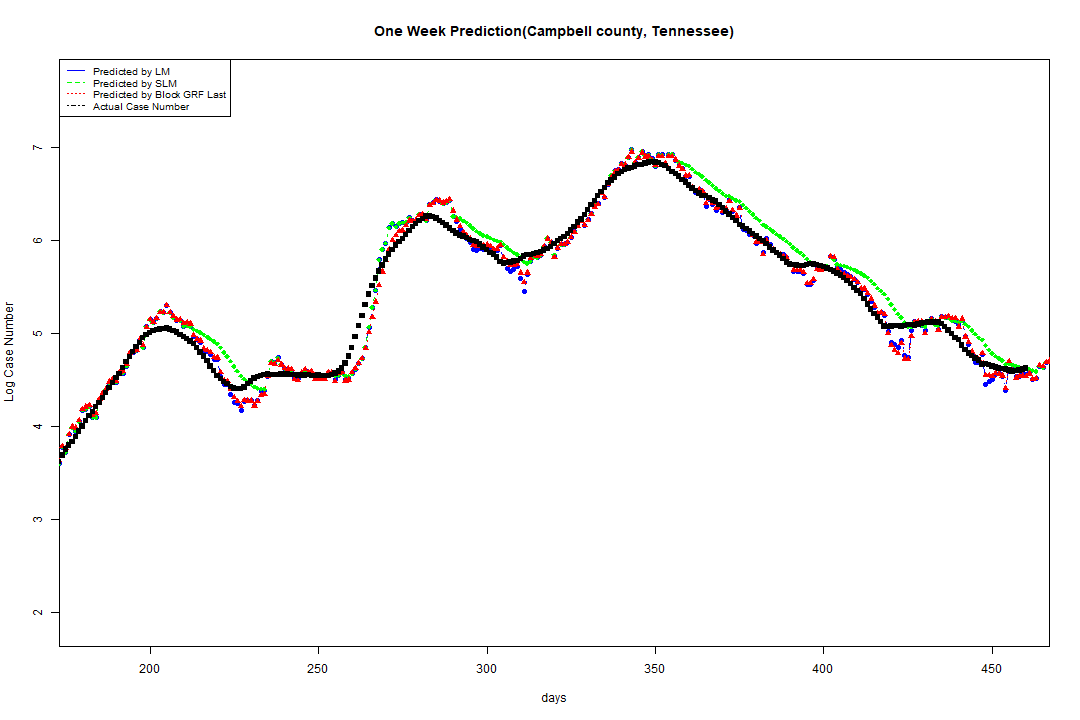 One Week Prediction(Campbell county, Tennessee)
Predicted by LM
Predicted by SLM
Predicted by Block GRF Last
Actual Case Number
Log Case Number
7
6
5
4
3
2
200 250 300 350 400 450
days